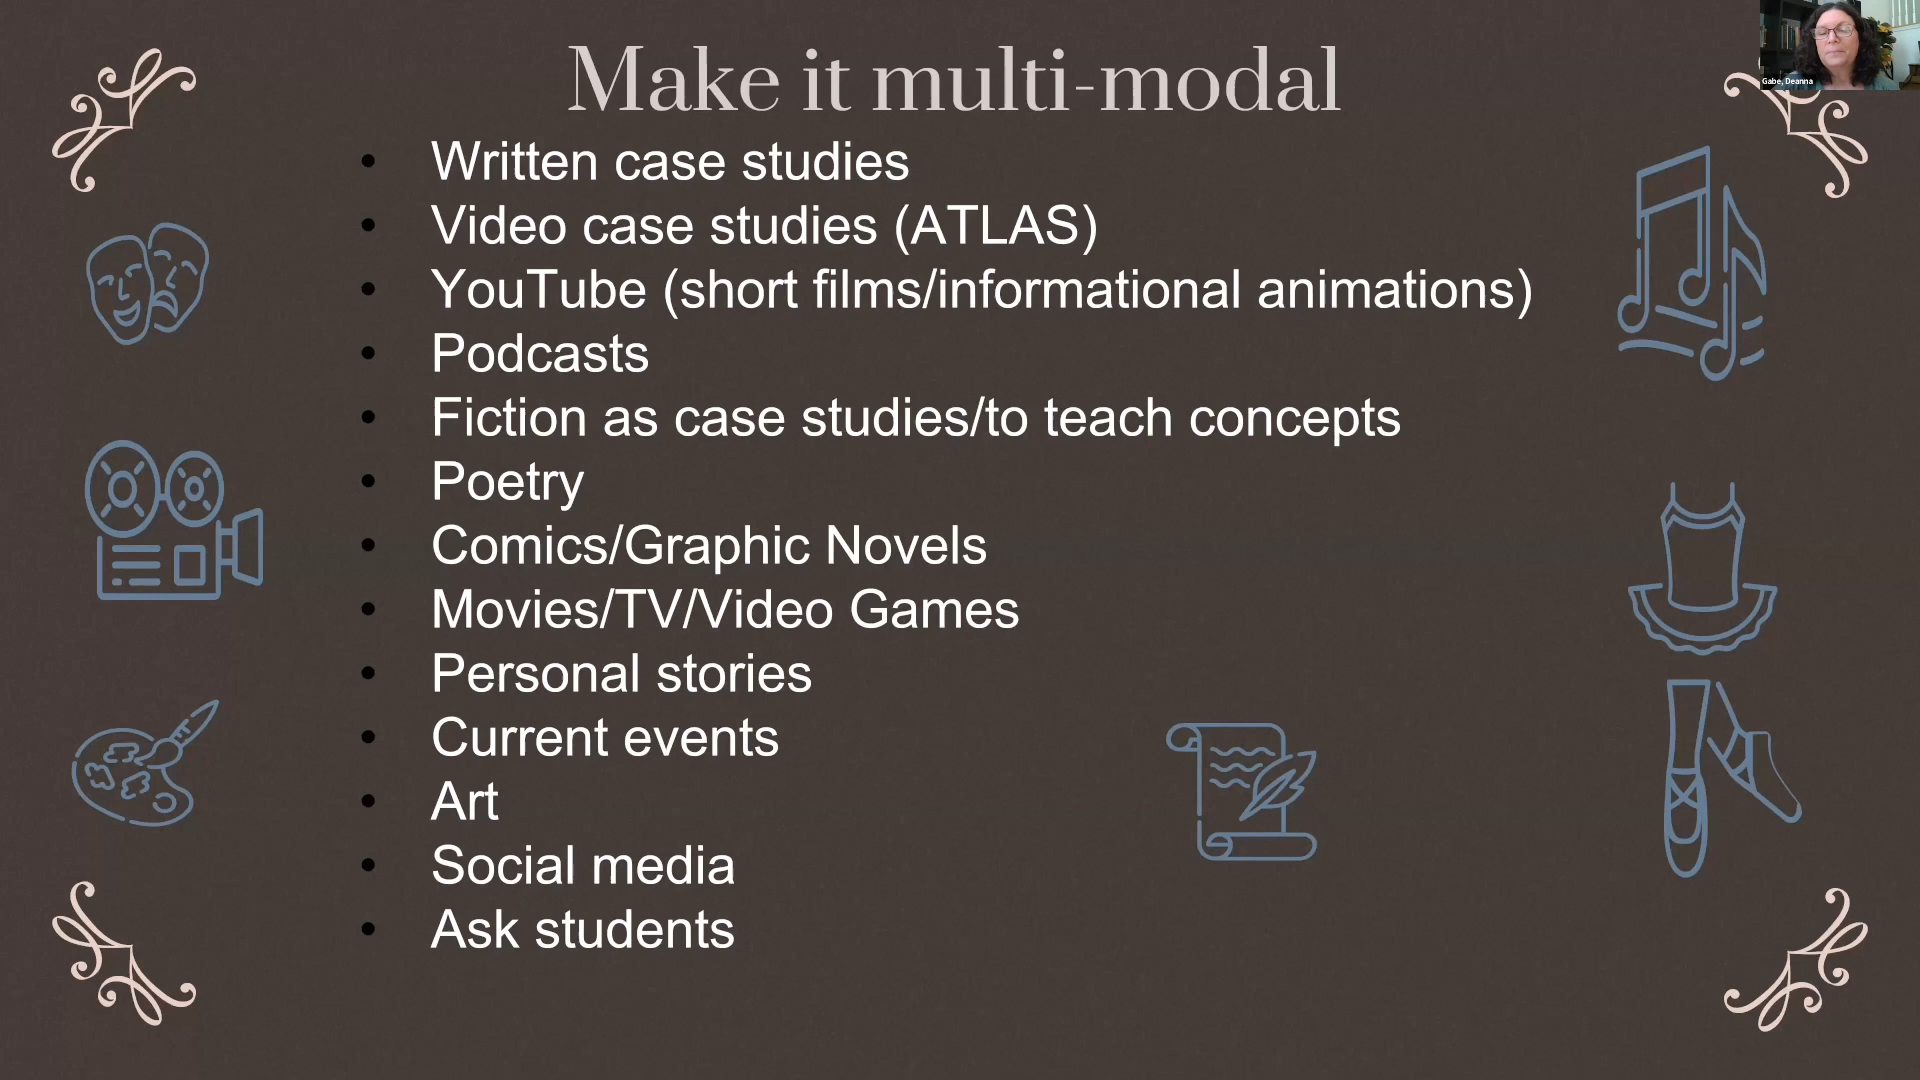 Make it multi-modal
Gabe, Deanna
• Written case studies
• Video case studies (ATLAS)
• YouTube (short films/informational animations)
• Podcasts
• Fiction as case studies/to teach concepts
• Poetry
• Comics/Graphic Novels
• Movies/TV/Video Games
• Personal stories
• Current events
• Art
• Social media
• Ask students